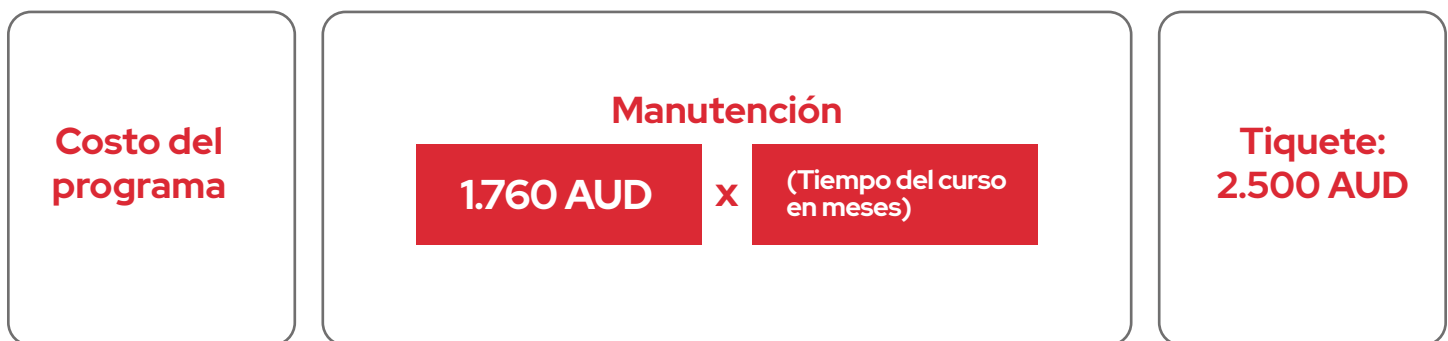 Costo del
programa
Manutención
1.760 AUD
x
(Tiempo del curso
en meses)
Tiquete:
2.500 AUD